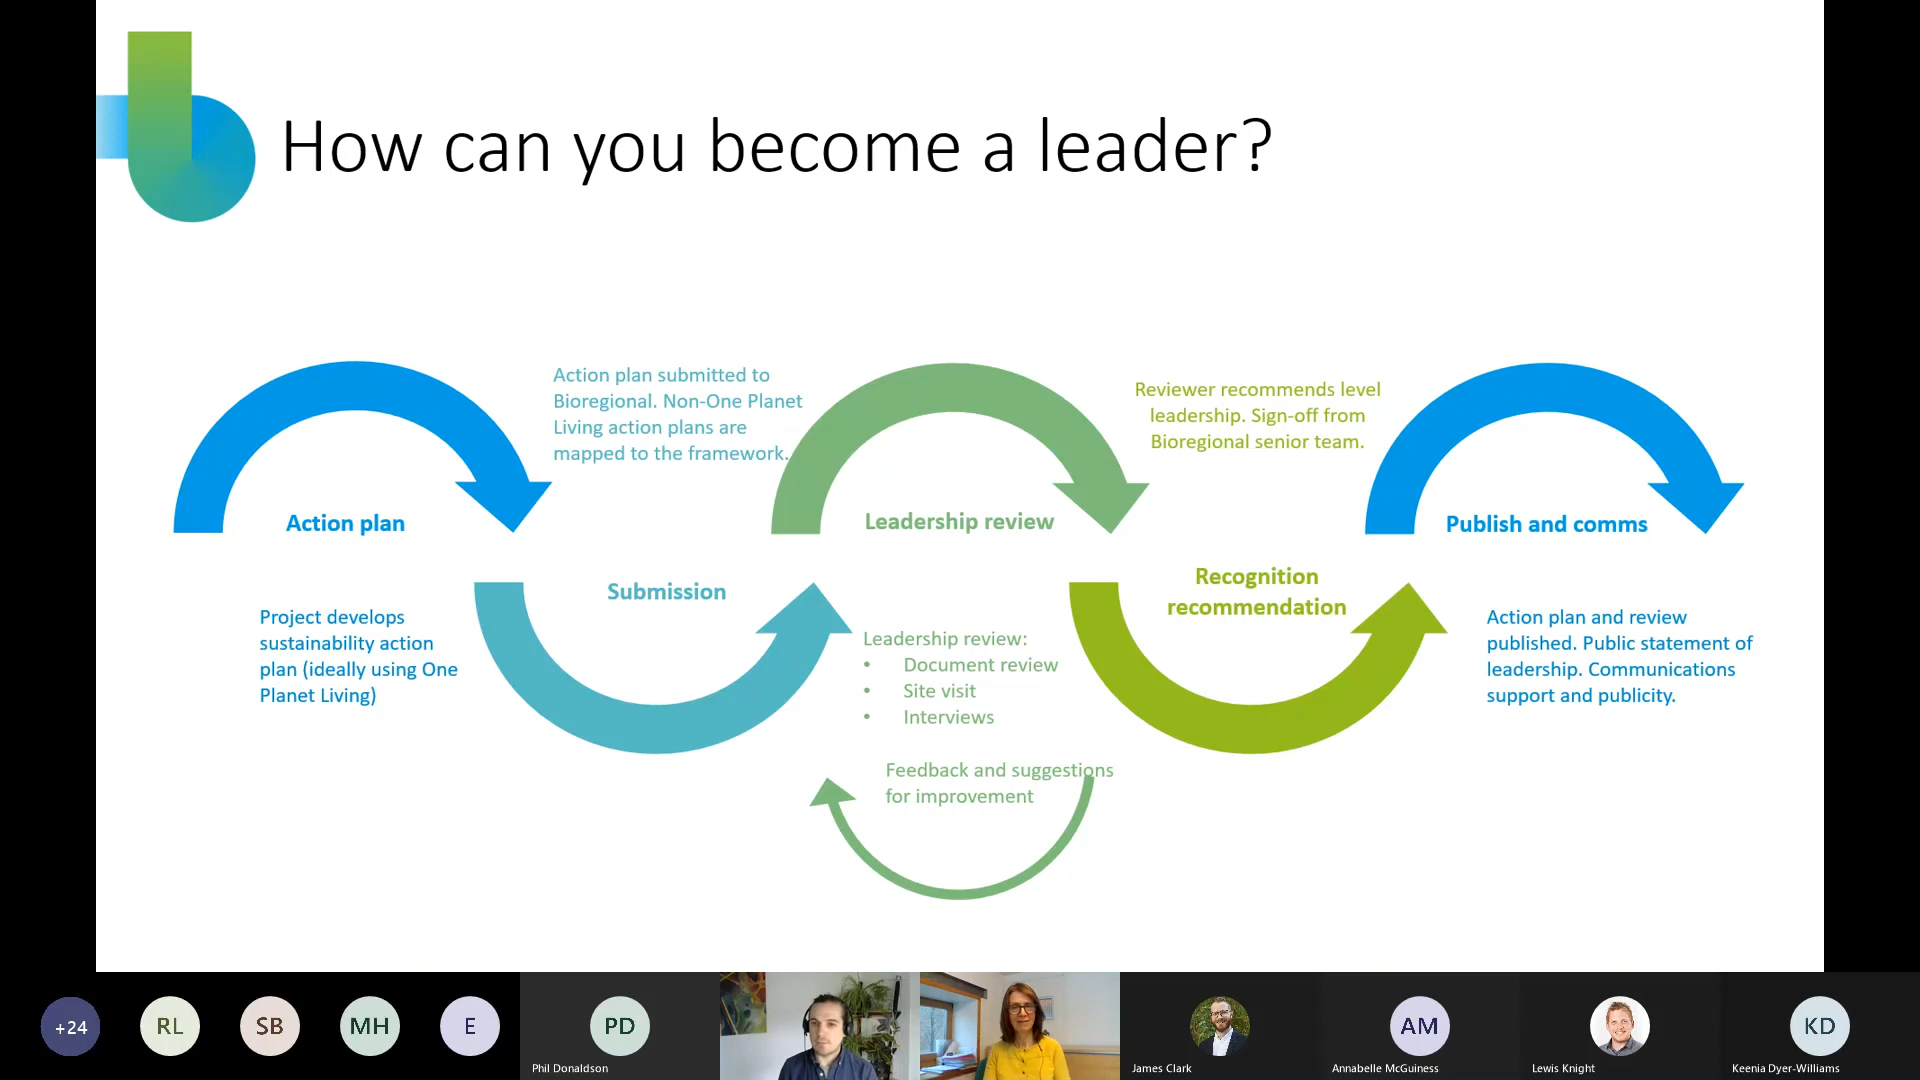 How can you become a leader?
Action plan submitted to
Bioregional. Non-One Planet
Living action plans are
mapped to the framework.
Reviewer recommends level
leadership. Sign-off from
Bioregional senior team.
Action plan
Leadership review
Publish and comms
Submission
Recognition
recommendation
Project develops
sustainability action
plan (ideally using One
Planet Living)
Leadership review:
• Document review
• Site visit
• Interviews
Feedback and suggestions
for improvement
Action plan and review
published. Public statement of
leadership. Communications
support and publicity.
+24
RL
SB
MH
E
PD
Phil Donaldson
James Clark
AM
Annabelle McGuiness
Lewis Knight
KD
Keenia Dyer-Williams